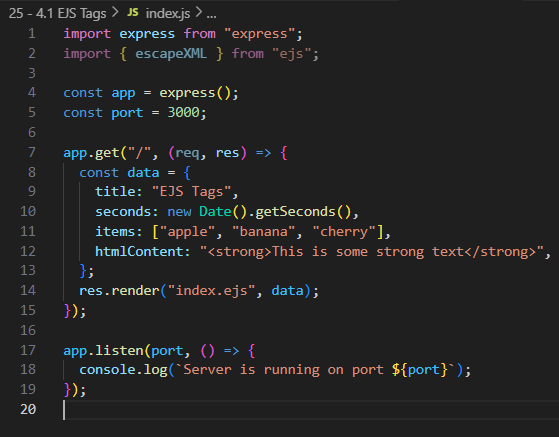 25 - 4.1 EJS Tags > JS index.js > ...
1 import express from "express";
2 import { escapeXML } from "ejs";
3
4 const app = express();
5 const port = 3000;
6
7 app.get("/", (req, res) => {
8   const data = {
9     title: "EJS Tags",
10     seconds: new Date().getSeconds(),
11     items: ["apple", "banana", "cherry"],
12     htmlContent: "<strong>This is some strong text</strong>",
13   };
14   res.render("index.ejs", data);
15 });
16
17 app.listen(port, () => {
18   console.log(`Server is running on port ${port}`);
19 });
20